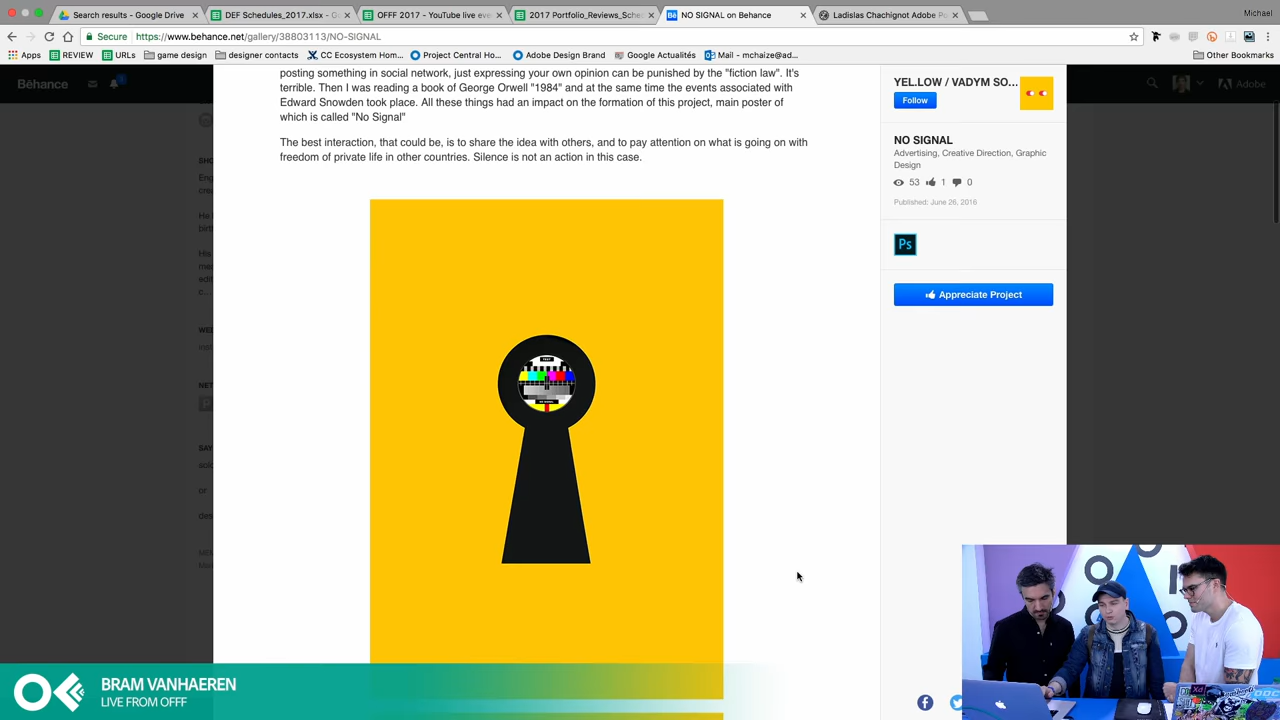 Search results - Google Drive
DEF Schedules_2017.xlsx -
OFFF 2017 - YouTube live eve
2017 Portfolio_Reviews_Sche
NO SIGNAL on Behance
Ladislas Chachignot Adobe Po
Michael
Secure
https://www.behance.net/gallery/38803113/NO-SIGNAL
Apps
REVIEW
URLs
game design
designer contacts
CC Ecosystem Hom...
Project Central Ho...
Adobe Design Brand
Google Actualités
Mail - mchaize@ad...
Other Bookmarks
Bēhance
Adobe
posting something in social network, just expressing your own opinion can be punished by the "fiction law". It's
terrible. Then I was reading a book of George Orwell "1984" and at the same time the events associated with
Edward Snowden took place. All these things had an impact on the formation of this project, main poster of
which is called "No Signal"
The best interaction, that could be, is to share the idea with others, and to pay attention on what is going on with
freedom of private life in other countries. Silence is not an action in this case.
YEL.LOW / VADYM SO...
Follow
NO SIGNAL
Advertising, Creative Direction, Graphic
Design
53
1
0
Published: June 26, 2016
Ps
Appreciate Project
NO SIGNAL
BRAM VANHAEREN
LIVE FROM OFFF
Xd